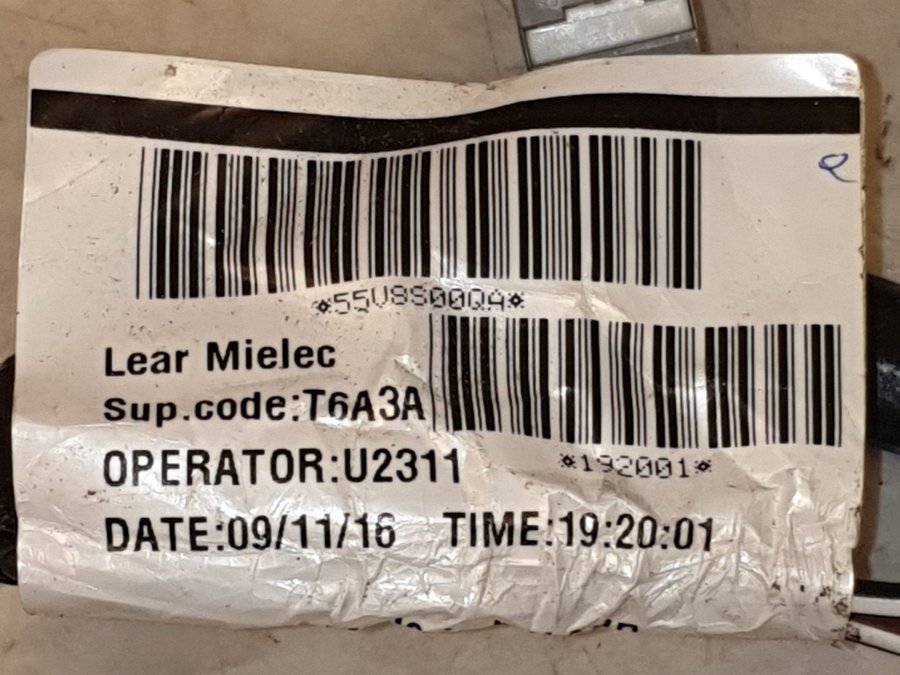 *55V8S00QA*
Lear Mielec
Sup.code:T6A3A
*192001*
OPERATOR:U2311
DATE:09/11/16 TIME:19:20:01